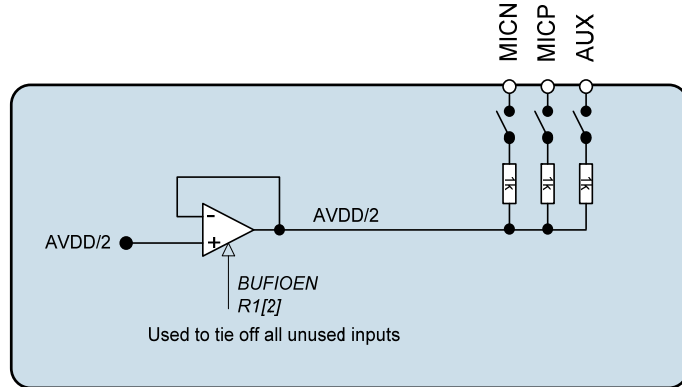 MICN
MICP
AUX
1k
1k
1k
AVDD/2
-
+
AVDD/2
BUFIOEN
R1[2]
Used to tie off all unused inputs